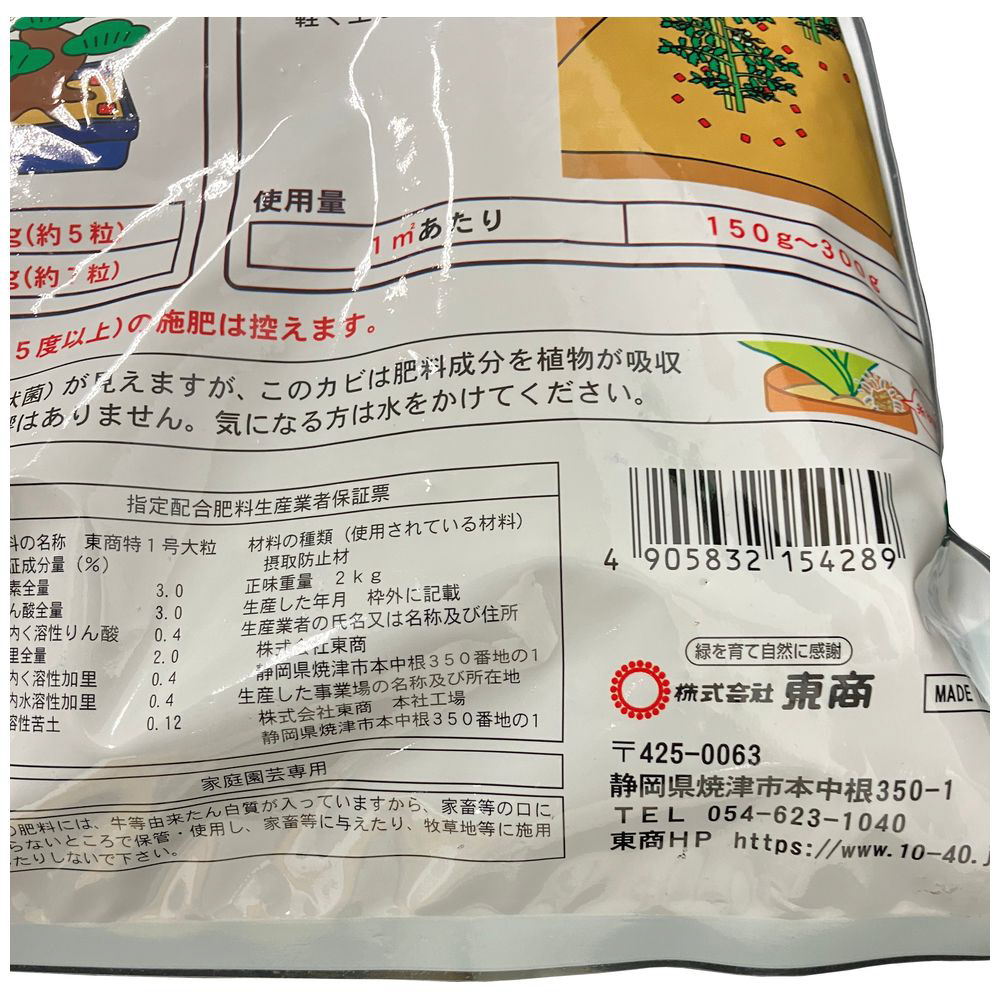 軽く土
使用量
1㎡あたり
150g～300g
g(約5粒)
g(約7粒)
5度以上)の施肥は控えます。
状菌)が見えますが、このカビは肥料成分を植物が吸収
はありません。気になる方は水をかけてください。
指定配合肥料生産業者保証票
料の名称 東商特1号大粒
証成分量(%)
素全量 3.0
ん酸全量 3.0
内く溶性りん酸 0.4
里全量 2.0
内く溶性加里 0.4
内水溶性加里 0.4
溶性苦土 0.12
材料の種類(使用されている材料)
摂取防止材
正味重量 2kg
生産した年月 枠外に記載
生産業者の氏名又は名称及び住所
株式会社東商
静岡県焼津市本中根350番地の1
生産した事業場の名称及び所在地
株式会社東商 本社工場
静岡県焼津市本中根350番地の1
家庭園芸専用
の肥料には、牛等由来たん白質が入っていますから、家畜等の口に
らないところで保管・使用し、家畜等に与えたり、牧草地等に施用
たりしないで下さい。
4 905832 154289
緑を育て自然に感謝
株式会社 東商
MADE
〒425-0063
静岡県焼津市本中根350-1
TEL 054-623-1040
東商HP https://www.10-40.j